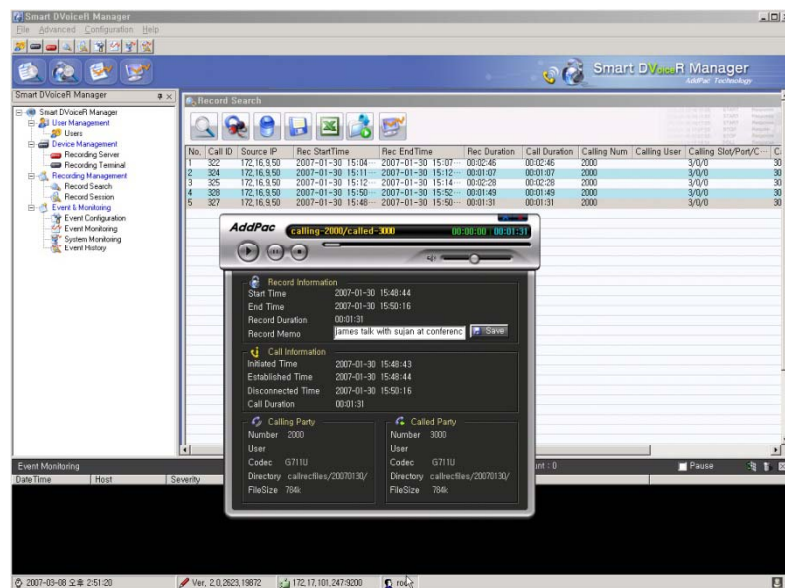 Smart DVoiceR Manager
File Advanced Configuration Help
Smart DVoiceR Manager
AddPac Technology
Smart DVoiceR Manager
Record Search
Smart DVoiceR Manager
User Management
Users
Device Management
Recording Server
Recording Terminal
Recording Management
Record Search
Record Session
Event & Monitoring
Event Configuration
Event Monitoring
System Monitoring
Event History
No, Call ID Source IP Rec StartTime Rec EndTime Rec Duration Call Duration Calling Num Calling User Calling Slot/Port/C··· C
1 322 172,16,9,50 2007-01-30 15:04··· 2007-01-30 15:07··· 00:02:46 00:02:46 2000 3/0/0 30
2 324 172,16,9,50 2007-01-30 15:11··· 2007-01-30 15:12··· 00:01:07 00:01:07 2000 3/0/0 30
3 325 172,16,9,50 2007-01-30 15:12··· 2007-01-30 15:14··· 00:02:28 00:02:28 2000 3/0/0 30
4 328 172,16,9,50 2007-01-30 15:50··· 2007-01-30 15:52··· 00:01:49 00:01:49 2000 3/0/0 30
5 327 172,16,9,50 2007-01-30 15:48··· 2007-01-30 15:50··· 00:01:31 00:01:31 2000 3/0/0 30
AddPac calling-2000/called-3000 00:00:00 00:01:31
Record Information
Start Time 2007-01-30 15:48:44
End Time 2007-01-30 15:50:16
Record Duration 00:01:31
Record Memo james talk with sujan at conferenc Save
Call Information
Initiated Time 2007-01-30 15:48:43
Established Time 2007-01-30 15:48:44
Disconnected Time 2007-01-30 15:50:16
Call Duration 00:01:31
Calling Party Called Party
Number 2000 Number 3000
User User
Codec G711U Codec G711U
Directory callrecfiles/20070130/ Directory callrecfiles/20070130/
FileSize 784k FileSize 784k
Event Monitoring unt : 0 Pause
DateTime Host Severity
2007-03-08 오후 2:51:20 Ver, 2,0,2623,19872 172,17,101,247:9200